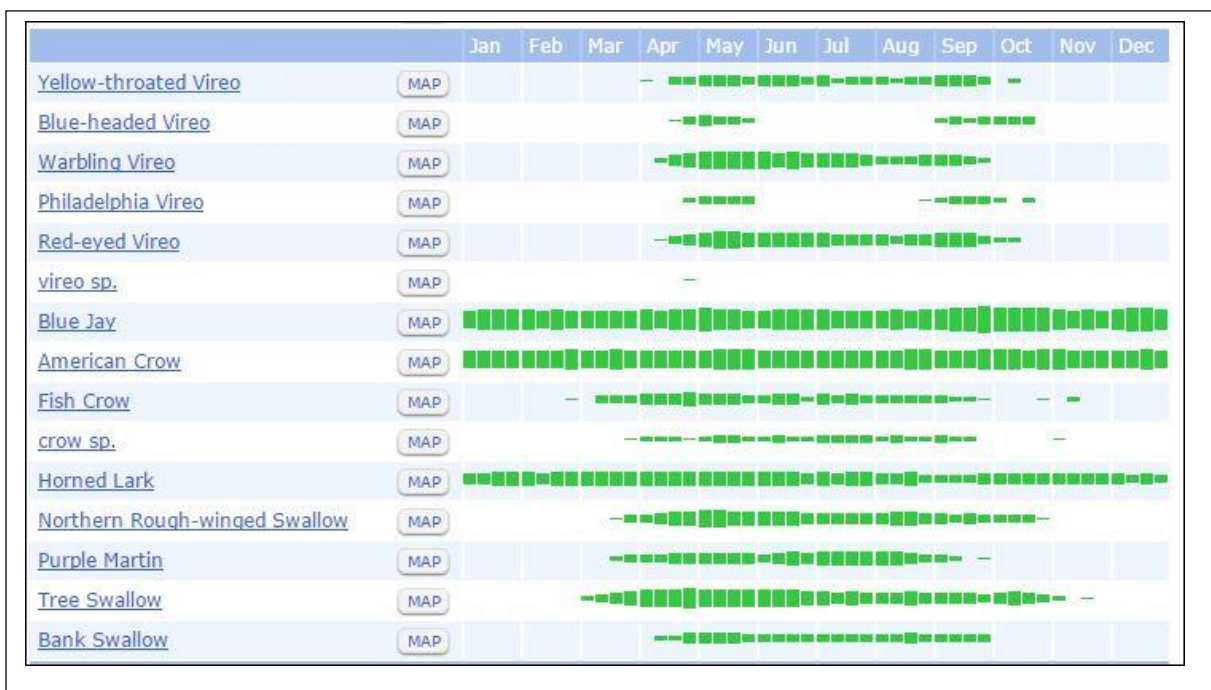 Jan Feb Mar Apr May Jun Jul Aug Sep Oct Nov Dec
Yellow-throated Vireo MAP
Blue-headed Vireo MAP
Warbling Vireo MAP
Philadelphia Vireo MAP
Red-eyed Vireo MAP
vireo sp. MAP
Blue Jay MAP
American Crow MAP
Fish Crow MAP
crow sp. MAP
Horned Lark MAP
Northern Rough-winged Swallow MAP
Purple Martin MAP
Tree Swallow MAP
Bank Swallow MAP